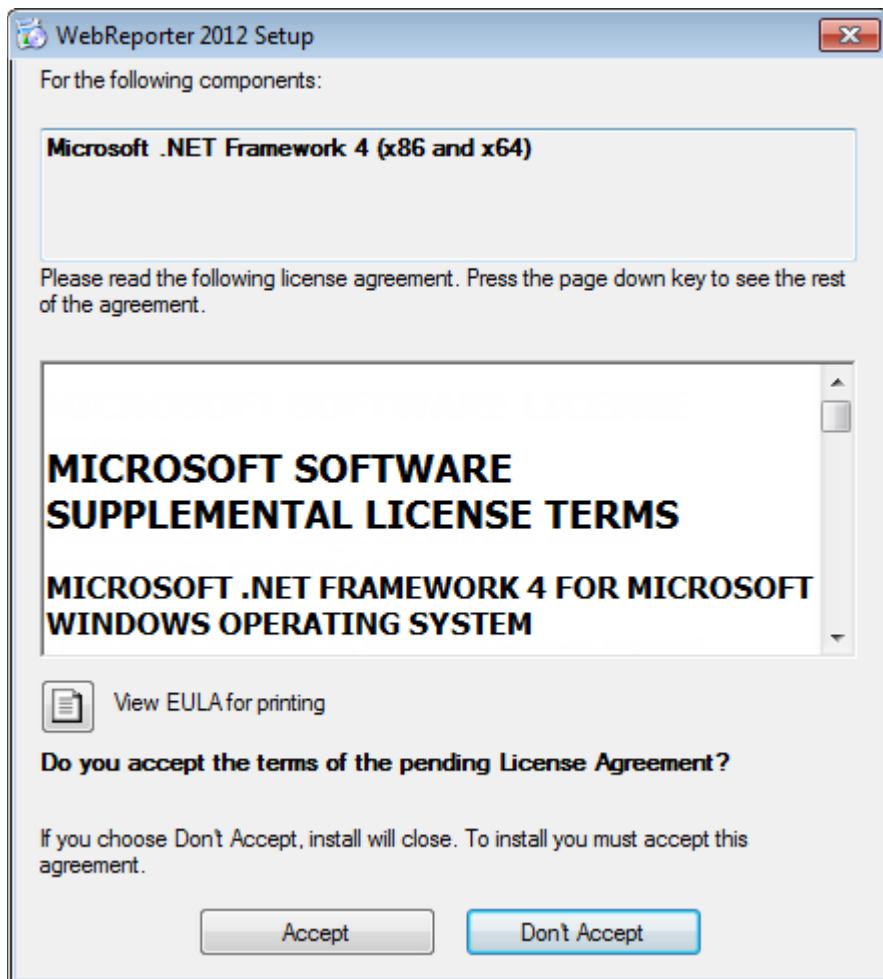 WebReporter 2012 Setup
For the following components:
Microsoft .NET Framework 4 (x86 and x64)
Please read the following license agreement. Press the page down key to see the rest
of the agreement.
MICROSOFT SOFTWARE
SUPPLEMENTAL LICENSE TERMS
MICROSOFT .NET FRAMEWORK 4 FOR MICROSOFT
WINDOWS OPERATING SYSTEM
View EULA for printing
Do you accept the terms of the pending License Agreement?
If you choose Don't Accept, install will close. To install you must accept this
agreement.
Accept
Don't Accept